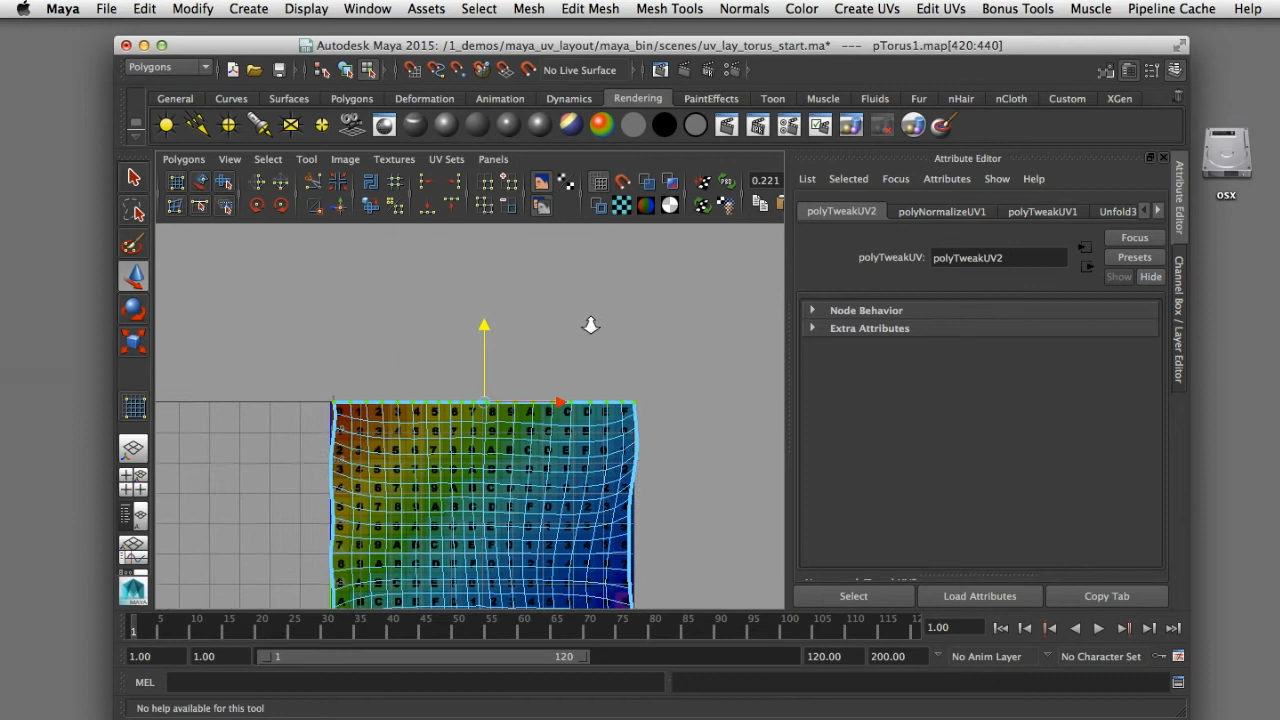 Maya File Edit Modify Create Display Window Assets Select Mesh Edit Mesh Mesh Tools Normals Color Create UVs Edit UVs Bonus Tools Muscle Pipeline Cache Help
Autodesk Maya 2015: /1_demos/maya_uv_layout/maya_bin/scenes/uv_lay_torus_start.ma* --- pTorus1.map[420:440]
Polygons No Live Surface
General Curves Surfaces Polygons Deformation Animation Dynamics Rendering PaintEffects Toon Muscle Fluids Fur nHair nCloth Custom XGen
Polygons View Select Tool Image Textures UV Sets Panels
0.221
Attribute Editor
List Selected Focus Attributes Show Help
polyTweakUV2 polyNormalizeUV1 polyTweakUV1 Unfold3
Focus
polyTweakUV: polyTweakUV2
Presets
Show Hide
Node Behavior
Extra Attributes
Select Load Attributes Copy Tab
Attribute Editor
Channel Box / Layer Editor
osx
MAYA
1 5 10 15 20 25 30 35 40 45 50 55 60 65 70 75 80 85 90 95 100 105 110 115 12
1.00
1.00 1.00 1 120 120.00 200.00 No Anim Layer No Character Set
MEL
No help available for this tool